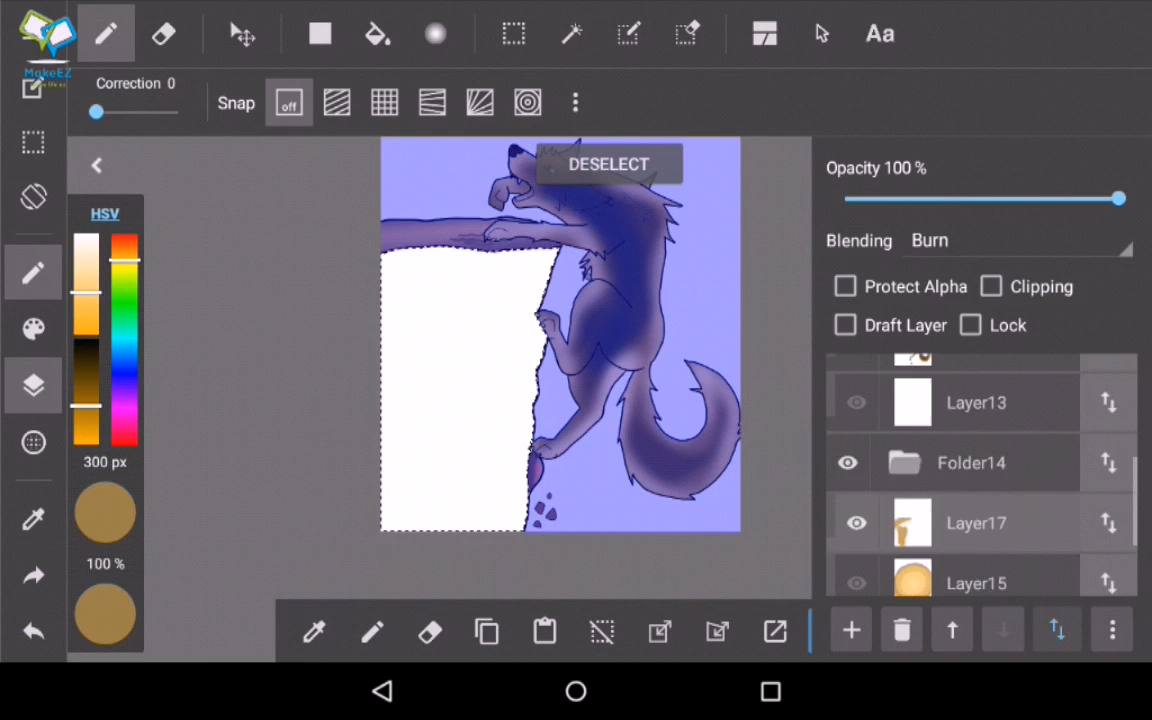 Aa
MakeEZ
Correction 0
Snap
off
DESELECT
HSV
300 px
100 %
Opacity 100 %
Blending Burn
Protect Alpha Clipping
Draft Layer Lock
Layer13
Folder14
Layer17
Layer15